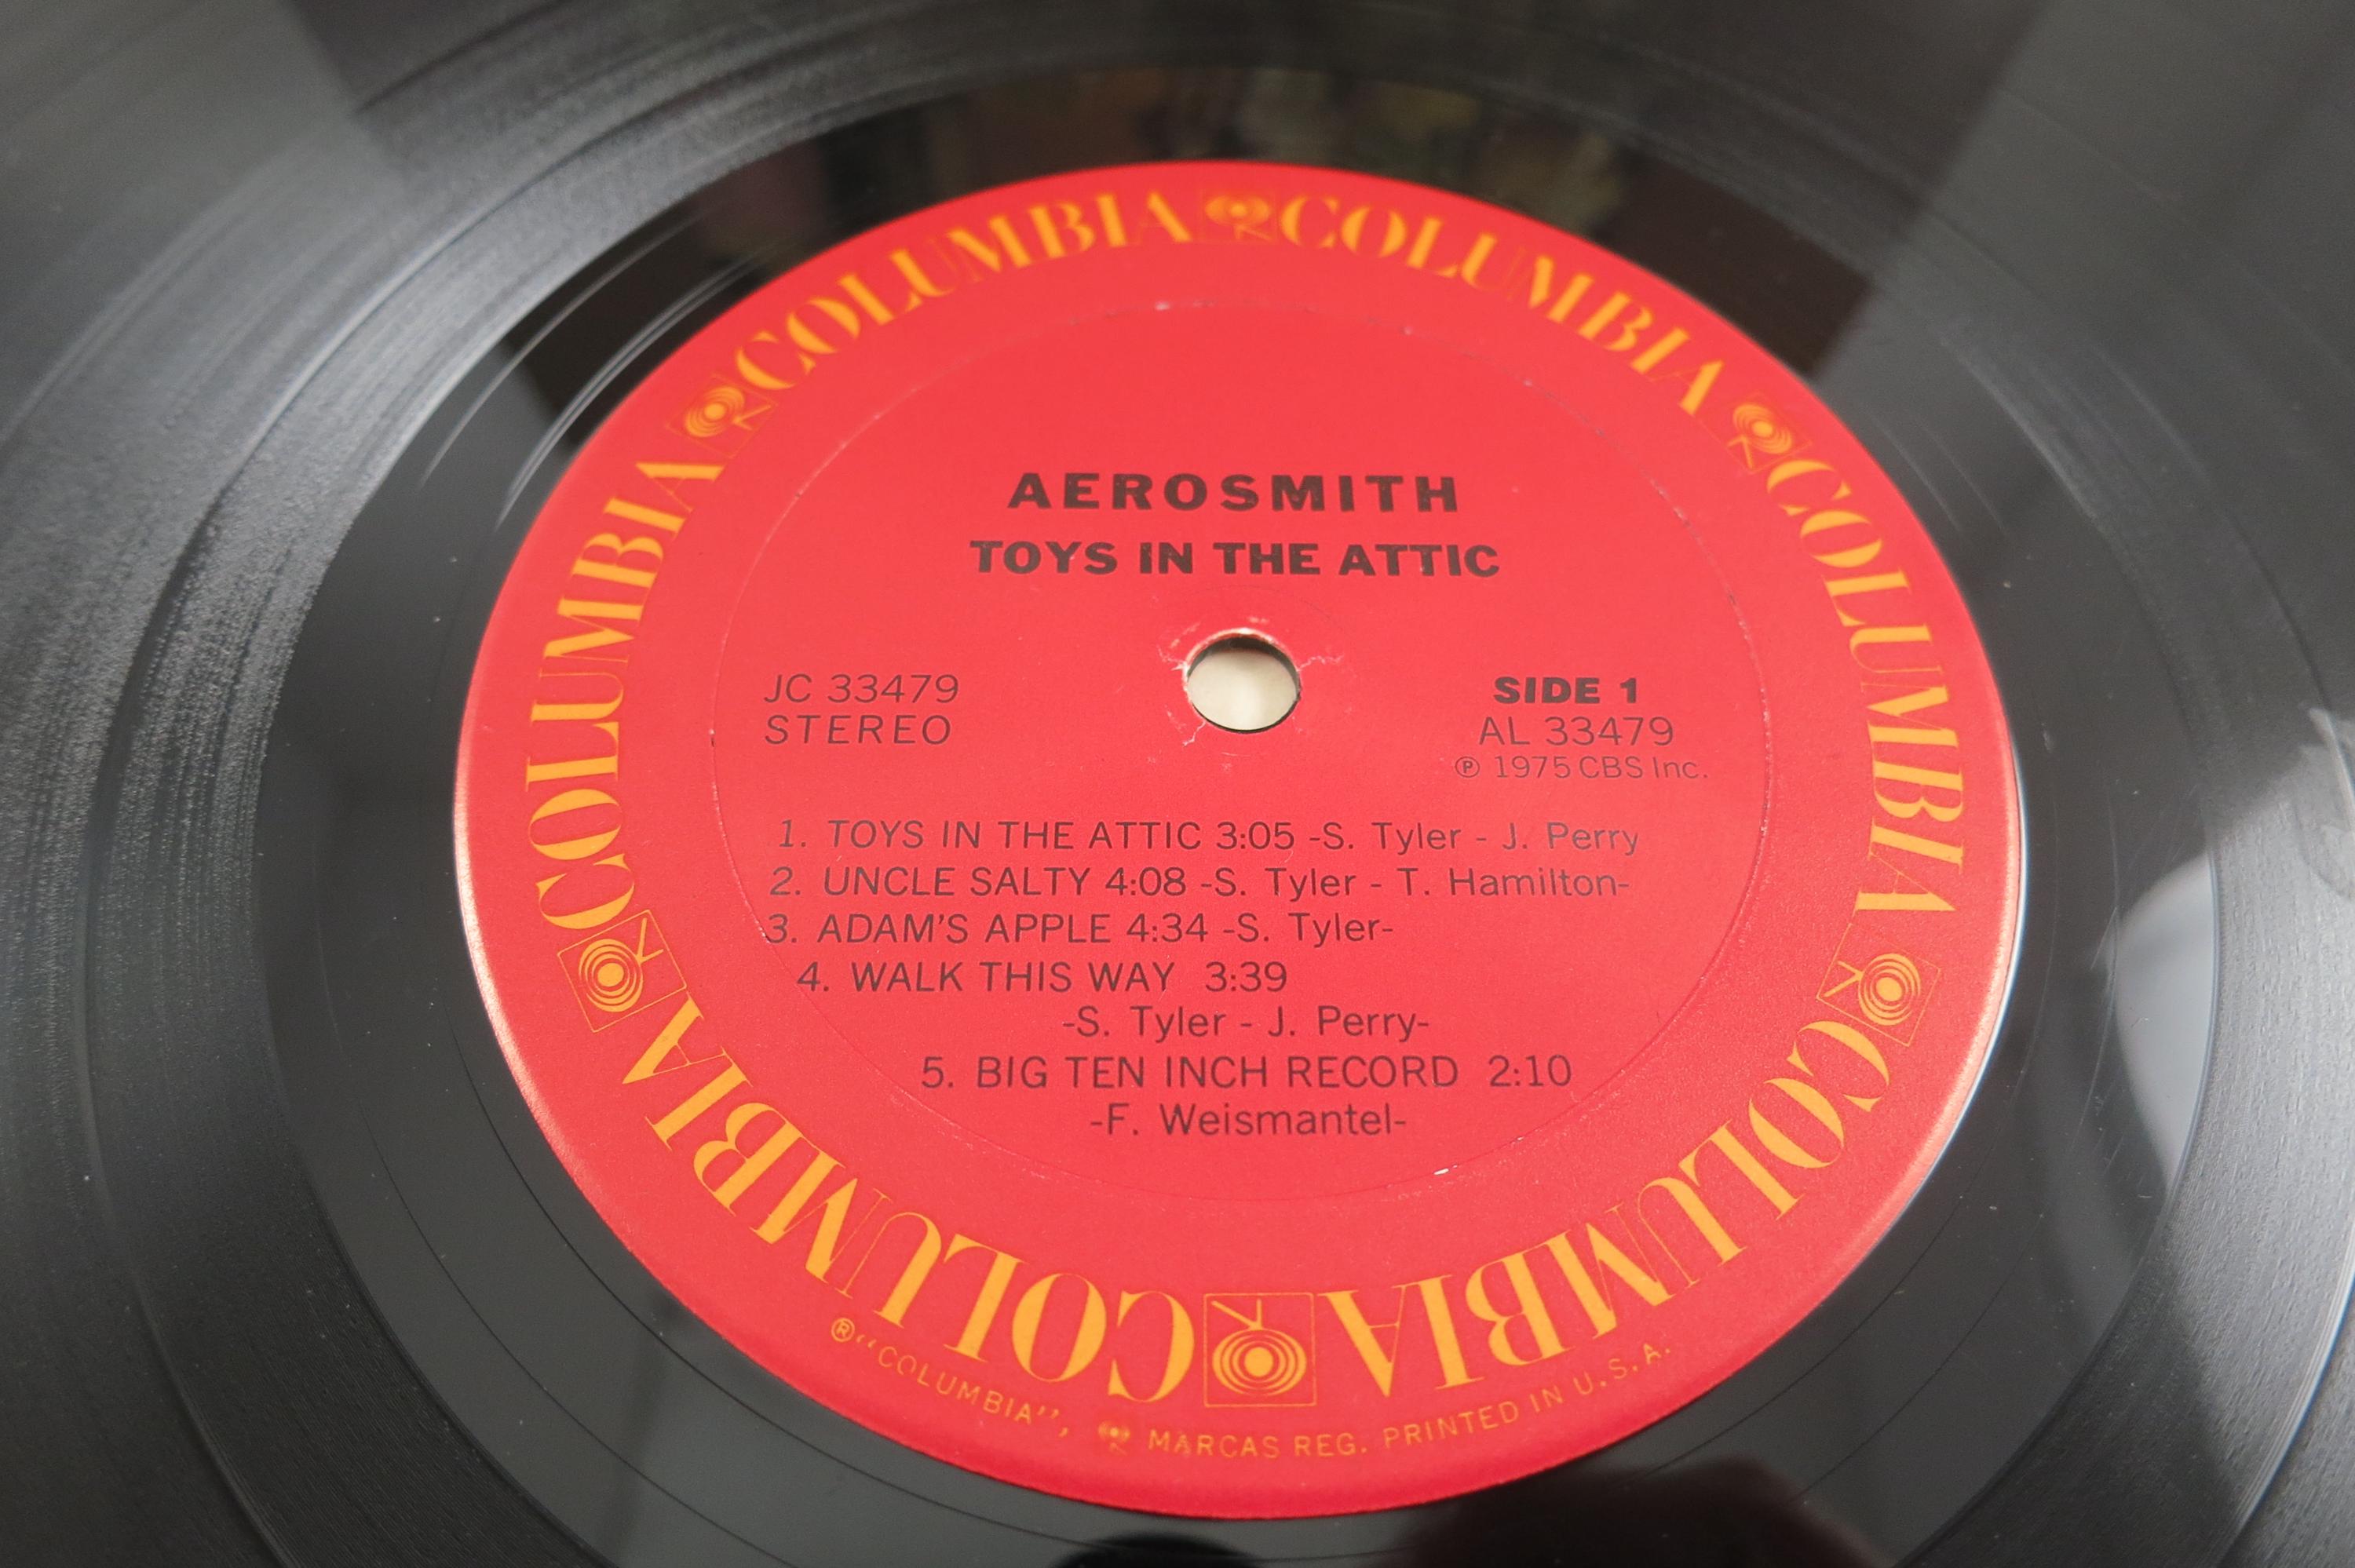 COLUMBIA COLUMBIA COLUMBIA COLUMBIA COLUMBIA COLUMBIA
AEROSMITH
TOYS IN THE ATTIC
JC 33479
STEREO
SIDE 1
AL 33479
℗ 1975 CBS Inc.
1. TOYS IN THE ATTIC 3:05 -S. Tyler - J. Perry
2. UNCLE SALTY 4:08 -S. Tyler - T. Hamilton-
3. ADAM'S APPLE 4:34 -S. Tyler-
4. WALK THIS WAY 3:39
-S. Tyler - J. Perry-
5. BIG TEN INCH RECORD 2:10
-F. Weismantel-
® "COLUMBIA", MARCAS REG. PRINTED IN U.S.A.